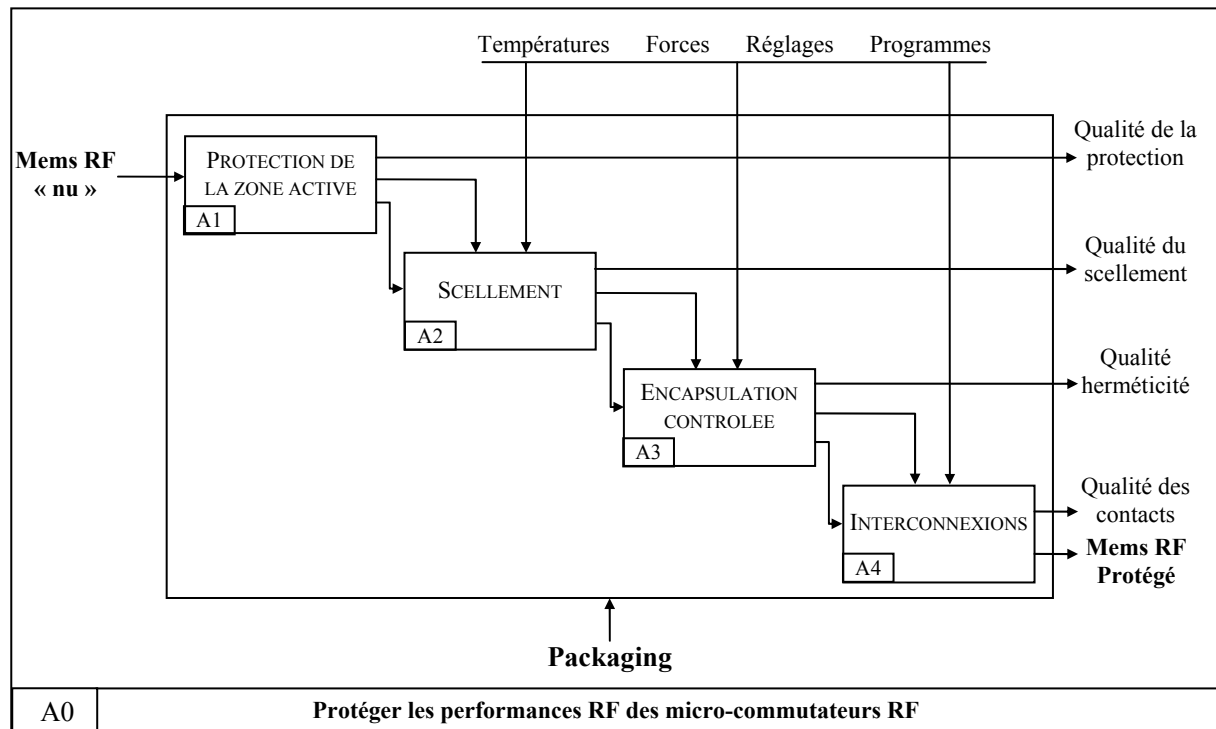 Températures Forces Réglages Programmes
Mems RF
« nu »
PROTECTION DE
LA ZONE ACTIVE
A1
Qualité de la
protection
SCELLEMENT
A2
Qualité du
scellement
ENCAPSULATION
CONTROLEE
A3
Qualité
herméticité
INTERCONNEXIONS
A4
Qualité des
contacts
Mems RF
Protégé
Packaging
A0
Protéger les performances RF des micro-commutateurs RF